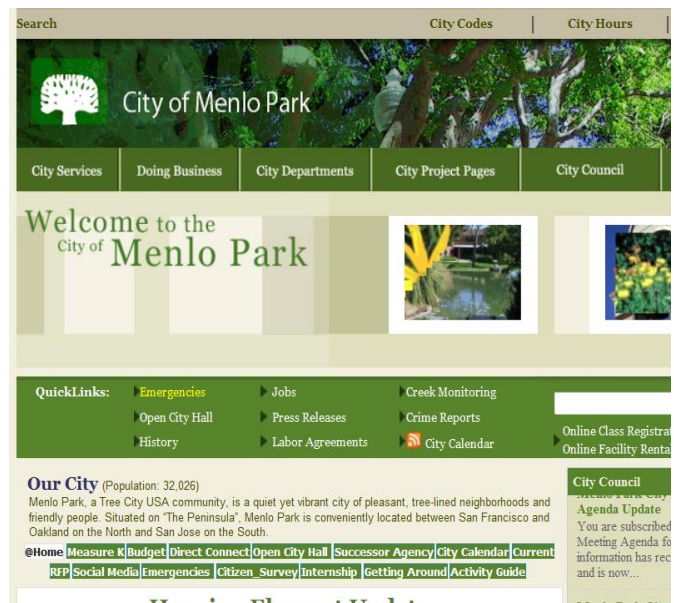 Search City Codes | City Hours |
City of Menlo Park
City Services Doing Business City Departments City Project Pages City Council
Welcome to the
City of Menlo Park
QuickLinks: Emergencies Jobs Creek Monitoring
Open City Hall Press Releases Crime Reports
History Labor Agreements City Calendar
Online Class Registrat
Online Facility Renta
Our City (Population: 32,026)
Menlo Park, a Tree City USA community, is a quiet yet vibrant city of pleasant, tree-lined neighborhoods and
friendly people. Situated on "The Peninsula", Menlo Park is conveniently located between San Francisco and
Oakland on the North and San Jose on the South.
@Home Measure K Budget Direct Connect Open City Hall Successor Agency City Calendar Current
RFP Social Media Emergencies Citizen_Survey Internship Getting Around Activity Guide
City Council
Menlo Park City
Agenda Update
You are subscribed
Meeting Agenda fo
information has rec
and is now...